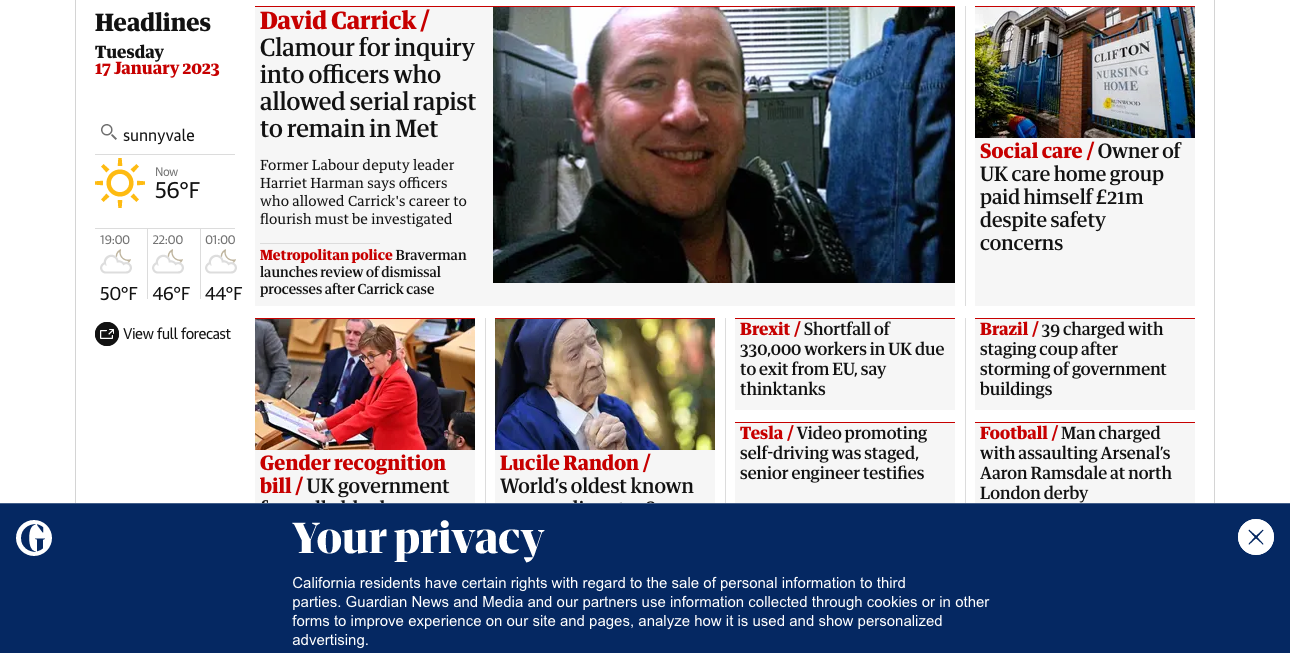 Headlines
Tuesday
17 January 2023
sunnyvale
Now
56°F
19:00
22:00
01:00
50°F
46°F
44°F
View full forecast
David Carrick /
Clamour for inquiry
into officers who
allowed serial rapist
to remain in Met
Former Labour deputy leader
Harriet Harman says officers
who allowed Carrick's career to
flourish must be investigated
Metropolitan police Braverman
launches review of dismissal
processes after Carrick case
CLIFTON
NURSING
HOME
RUNWOOD
Social care / Owner of
UK care home group
paid himself £21m
despite safety
concerns
Gender recognition
bill / UK government
Lucile Randon /
World's oldest known
Brexit / Shortfall of
330,000 workers in UK due
to exit from EU, say
thinktanks
Tesla / Video promoting
self-driving was staged,
senior engineer testifies
Brazil / 39 charged with
staging coup after
storming of government
buildings
Football / Man charged
with assaulting Arsenal's
Aaron Ramsdale at north
London derby
Your privacy
California residents have certain rights with regard to the sale of personal information to third
parties. Guardian News and Media and our partners use information collected through cookies or in other
forms to improve experience on our site and pages, analyze how it is used and show personalized
advertising.